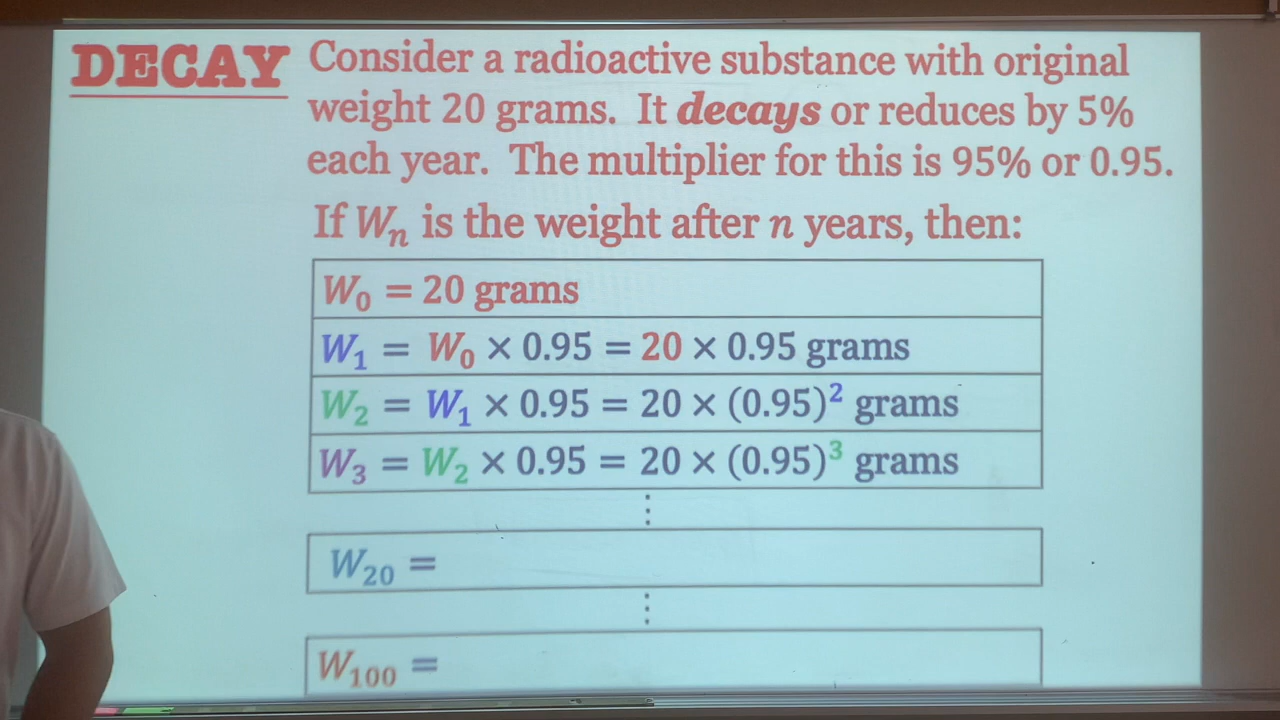 DECAY Consider a radioactive substance with original
weight 20 grams. It decays or reduces by 5%
each year. The multiplier for this is 95% or 0.95.
If Wₙ is the weight after n years, then:
W₀ = 20 grams
W₁ = W₀ × 0.95 = 20 × 0.95 grams
W₂ = W₁ × 0.95 = 20 × (0.95)² grams
W₃ = W₂ × 0.95 = 20 × (0.95)³ grams
⋮
W₂₀ =
⋮
W₁₀₀ =